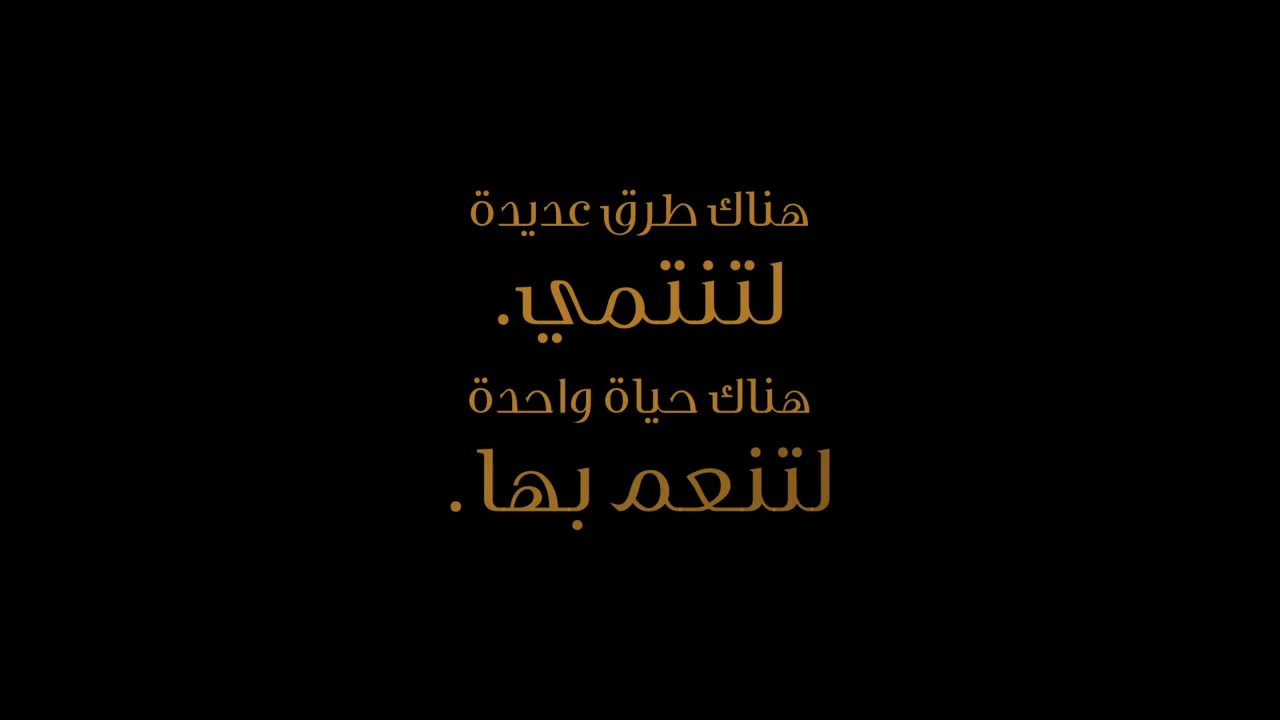 هناك طرق عديدة
لتنتمي.
هناك حياة واحدة
لتنعم بها.